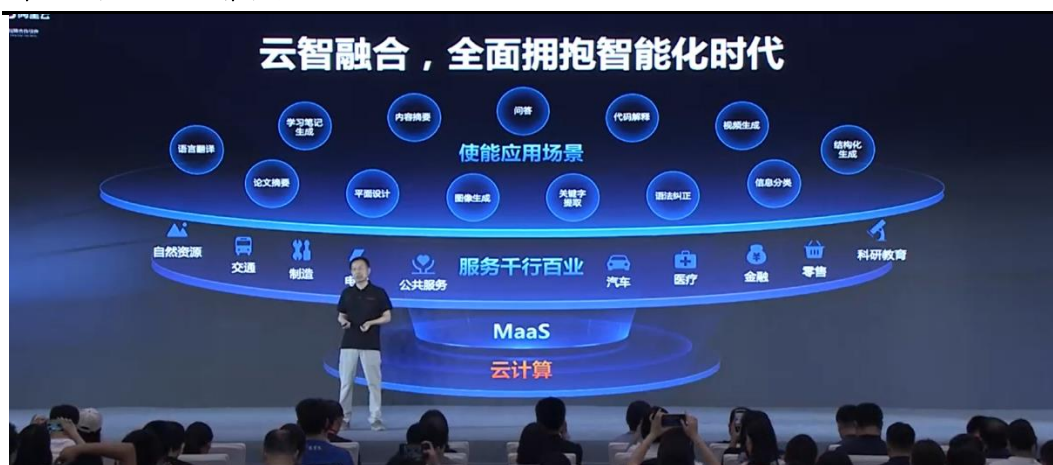 阿里云
云智融合，全面拥抱智能化时代
语言翻译
学习笔记
生成
内容摘要
问答
代码解释
视频生成
结构化
生成
使能应用场景
论文摘要
平面设计
图像生成
关键字
提取
语法纠正
信息分类
自然资源
交通
制造
公共服务
服务千行百业
汽车
医疗
金融
零售
科研教育
MaaS
云计算